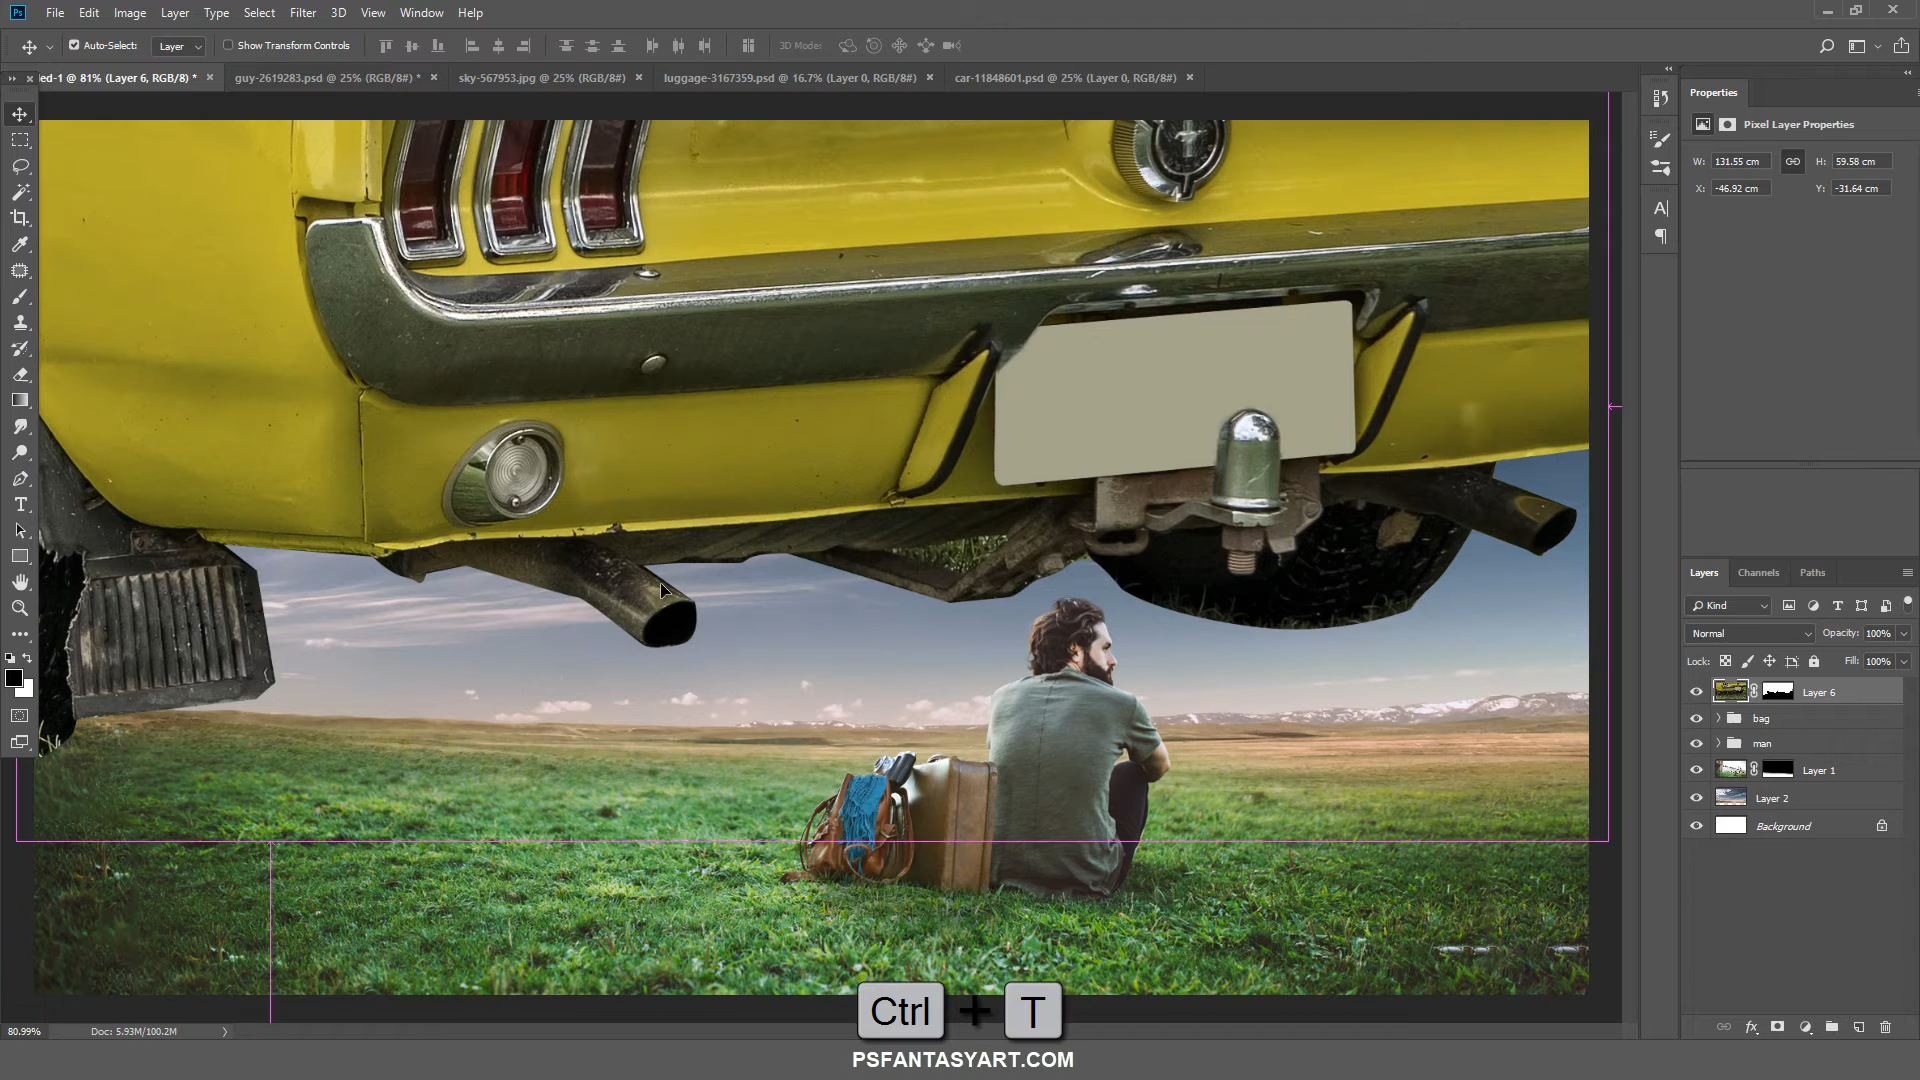 Ps File Edit Image Layer Type Select Filter 3D View Window Help
Auto-Select: Layer Show Transform Controls 3D Mode:
ed-1 @ 81% (Layer 6, RGB/8) * × guy-2619283.psd @ 25% (RGB/8#) * × sky-567953.jpg @ 25% (RGB/8#) × luggage-3167359.psd @ 16.7% (Layer 0, RGB/8#) × car-11848601.psd @ 25% (Layer 0, RGB/8#) ×
Properties
Pixel Layer Properties
W: 131.55 cm H: 59.58 cm
X: -46.92 cm Y: -31.64 cm
Layers Channels Paths
Kind
Normal Opacity: 100%
Lock: Fill: 100%
Layer 6
bag
man
Layer 1
Layer 2
Background
Ctrl + T
80.99% Doc: 5.93M/100.2M
PSFANTASYART.COM